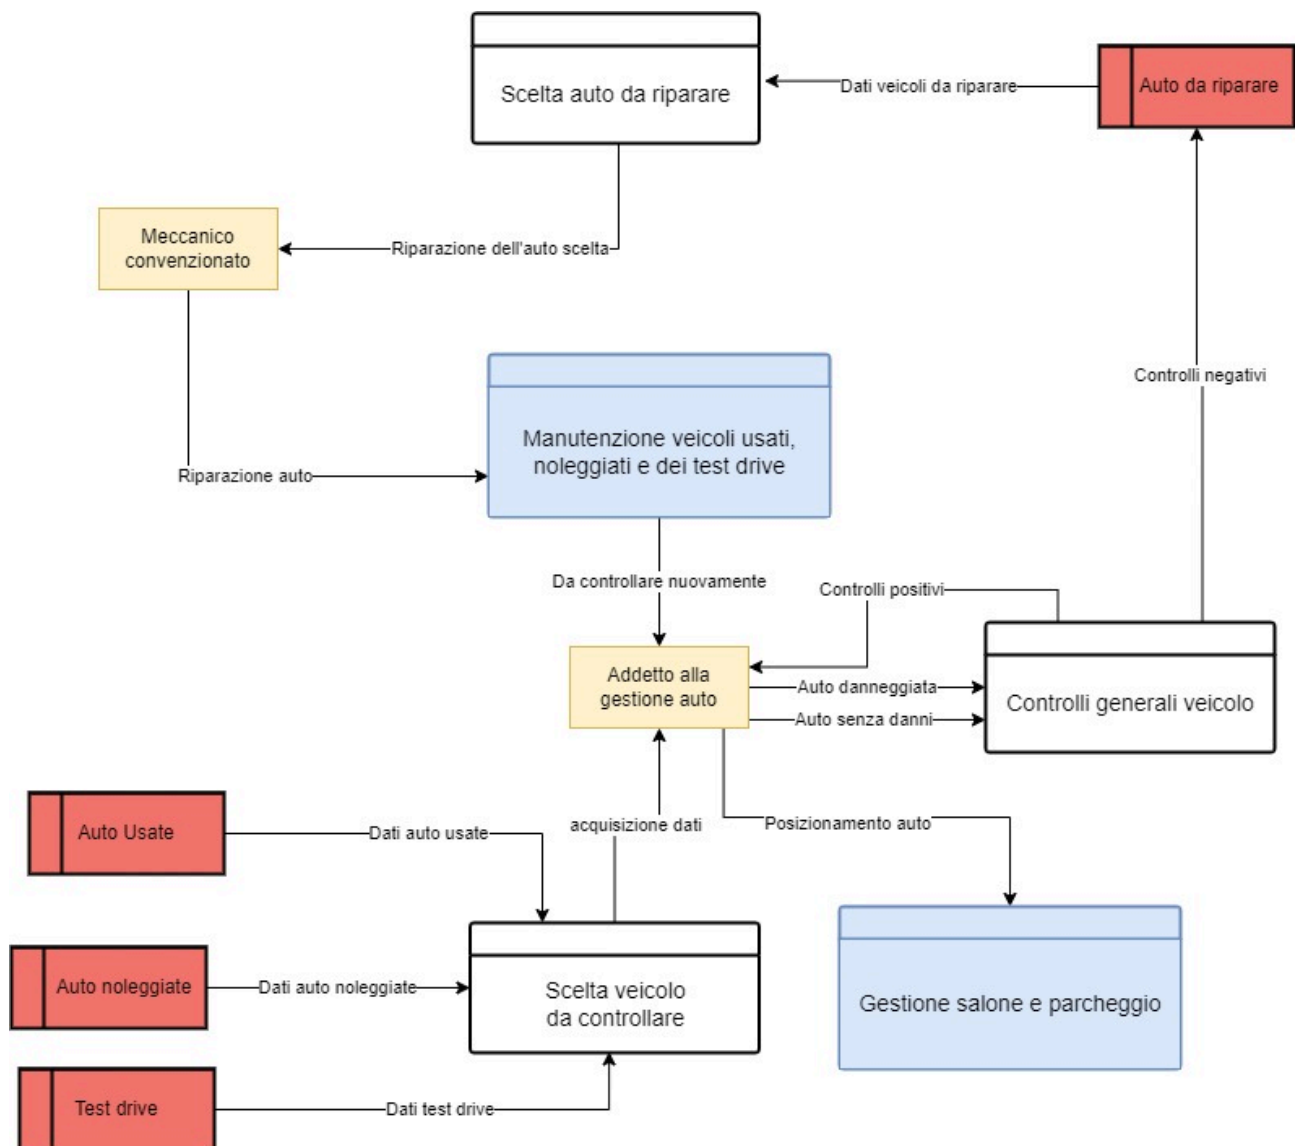 Scelta auto da riparare
Dati veicoli da riparare
Auto da riparare
Meccanico
convenzionato
Riparazione dell'auto scelta
Controlli negativi
Manutenzione veicoli usati,
noleggiati e dei test drive
Riparazione auto
Da controllare nuovamente
Controlli positivi
Addetto alla
gestione auto
Auto danneggiata
Auto senza danni
Controlli generali veicolo
Auto Usate
Dati auto usate
acquisizione dati
Posizionamento auto
Auto noleggiate
Dati auto noleggiate
Scelta veicolo
da controllare
Gestione salone e parcheggio
Test drive
Dati test drive